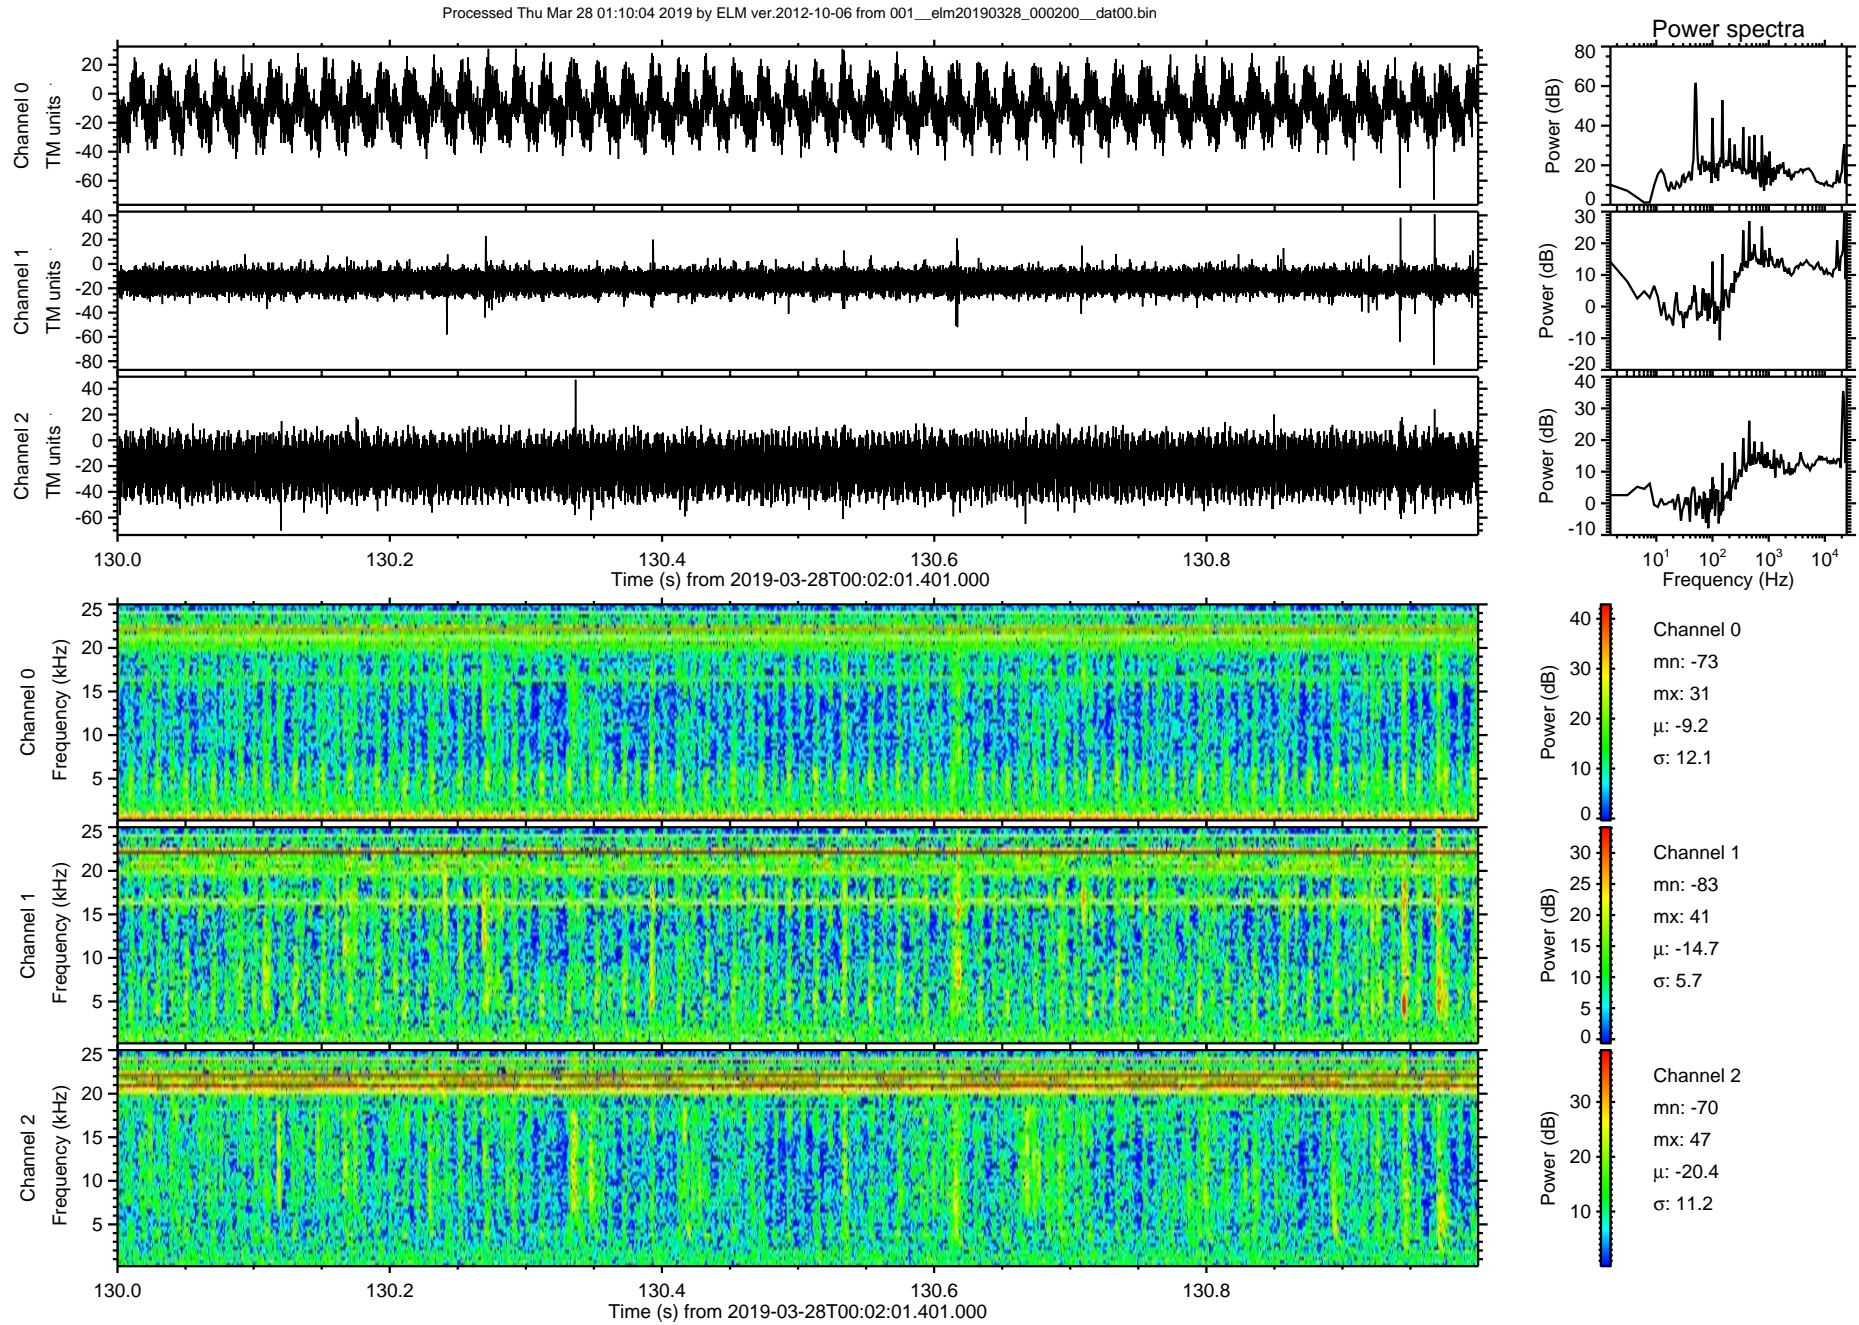 Processed Thu Mar 28 01:10:04 2019 by ELM ver.2012-10-06 from 001__elm20190328_000200__dat00.bin
Power spectra
Channel 0
TM units
20
0
-20
-40
-60
Power (dB)
80
60
40
20
0
Channel 1
TM units
40
20
0
-20
-40
-60
-80
Power (dB)
30
20
10
0
-10
-20
Channel 2
TM units
40
20
0
-20
-40
-60
Power (dB)
40
30
20
10
0
-10
130.0 130.2 130.4 130.6 130.8
Time (s) from 2019-03-28T00:02:01.401.000
10^1 10^2 10^3 10^4
Frequency (Hz)
Channel 0
Frequency (kHz)
25
20
15
10
5
Power (dB)
40
30
20
10
0
Channel 0
mn: -73
mx: 31
µ: -9.2
σ: 12.1
Channel 1
Frequency (kHz)
25
20
15
10
5
Power (dB)
30
25
20
15
10
5
0
Channel 1
mn: -83
mx: 41
µ: -14.7
σ: 5.7
Channel 2
Frequency (kHz)
25
20
15
10
5
Power (dB)
30
20
10
Channel 2
mn: -70
mx: 47
µ: -20.4
σ: 11.2
130.0 130.2 130.4 130.6 130.8
Time (s) from 2019-03-28T00:02:01.401.000